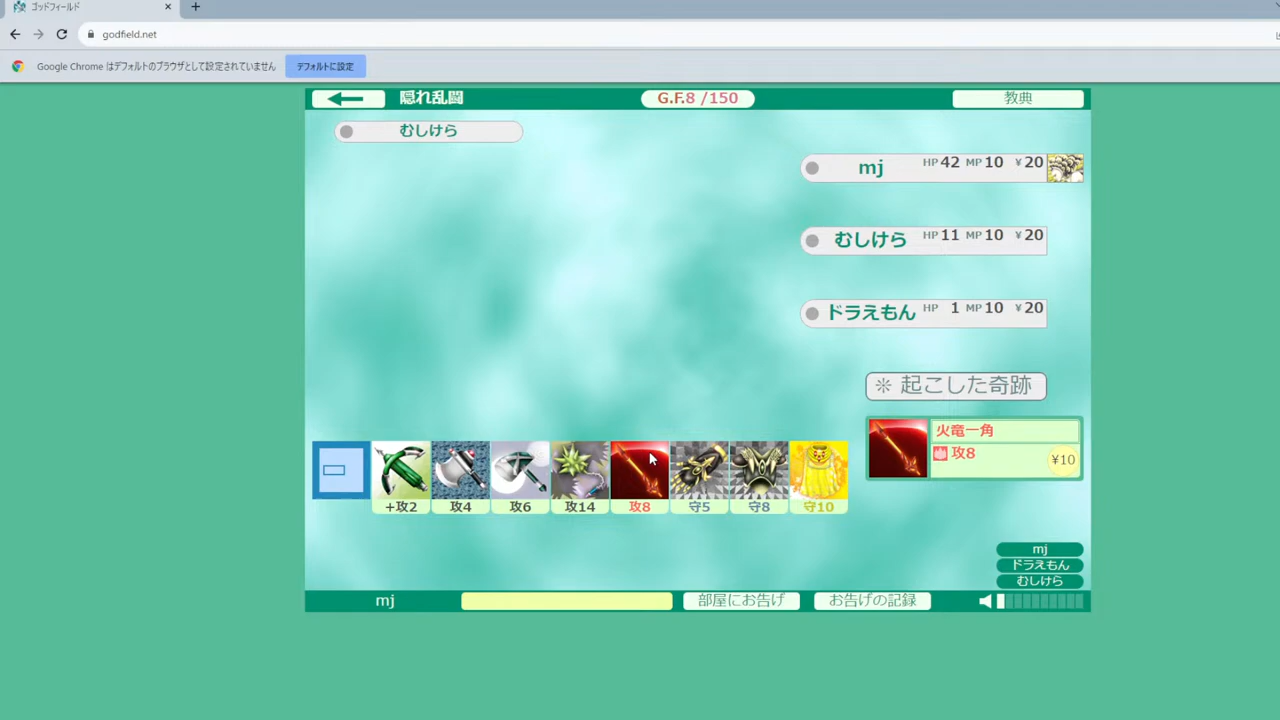 ゴッドフィールド
godfield.net
Google Chrome はデフォルトのブラウザとして設定されていません
デフォルトに設定
隠れ乱闘
G.F.8 /150
教典
むしけら
mj HP 42 MP 10 ¥ 20
むしけら HP 11 MP 10 ¥ 20
ドラえもん HP 1 MP 10 ¥ 20
※ 起こした奇跡
火竜一角
攻8
¥10
+攻2 攻4 攻6 攻14 攻8 守5 守8 守10
mj
ドラえもん
むしけら
mj
部屋にお告げ
お告げの記録